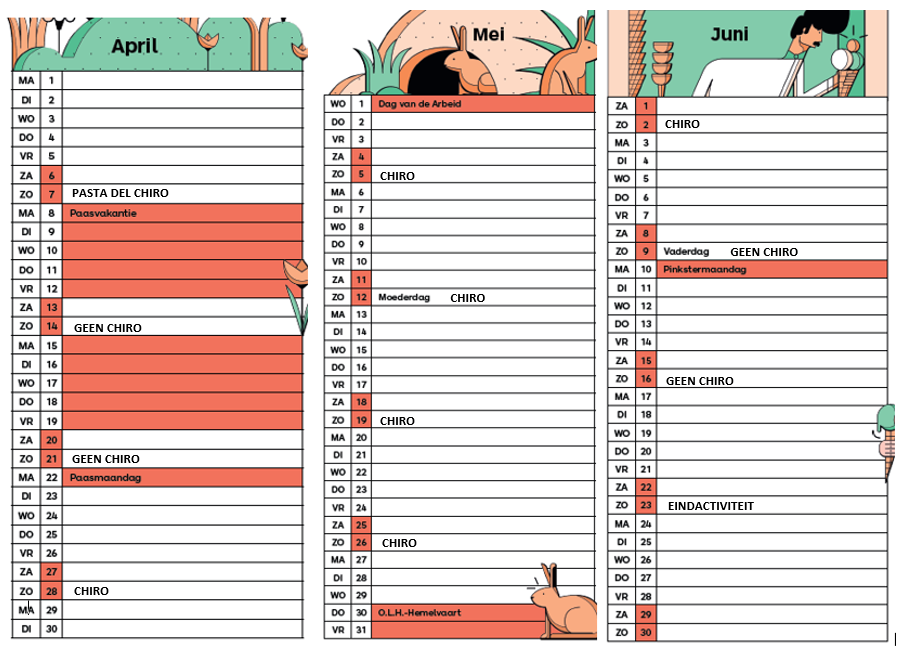 April
MA 1
DI 2
WO 3
DO 4
VR 5
ZA 6
ZO 7 PASTA DEL CHIRO
MA 8 Paasvakantie
DI 9
WO 10
DO 11
VR 12
ZA 13
ZO 14 GEEN CHIRO
MA 15
DI 16
WO 17
DO 18
VR 19
ZA 20
ZO 21 GEEN CHIRO
MA 22 Paasmaandag
DI 23
WO 24
DO 25
VR 26
ZA 27
ZO 28 CHIRO
MA 29
DI 30
Mei
WO 1 Dag van de Arbeid
DO 2
VR 3
ZA 4
ZO 5 CHIRO
MA 6
DI 7
WO 8
DO 9
VR 10
ZA 11
ZO 12 Moederdag CHIRO
MA 13
DI 14
WO 15
DO 16
VR 17
ZA 18
ZO 19 CHIRO
MA 20
DI 21
WO 22
DO 23
VR 24
ZA 25
ZO 26 CHIRO
MA 27
DI 28
WO 29
DO 30 O.L.H.-Hemelvaart
VR 31
Juni
ZA 1
ZO 2 CHIRO
MA 3
DI 4
WO 5
DO 6
VR 7
ZA 8
ZO 9 Vaderdag GEEN CHIRO
MA 10 Pinkstermaandag
DI 11
WO 12
DO 13
VR 14
ZA 15
ZO 16 GEEN CHIRO
MA 17
DI 18
WO 19
DO 20
VR 21
ZA 22
ZO 23 EINDACTIVITEIT
MA 24
DI 25
WO 26
DO 27
VR 28
ZA 29
ZO 30